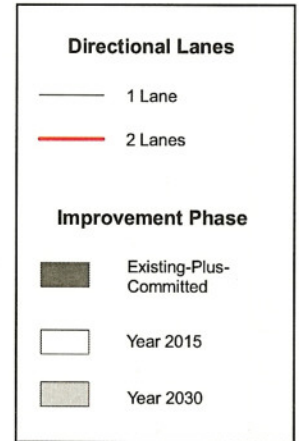 Directional Lanes
1 Lane
2 Lanes
Improvement Phase
Existing-Plus-
Committed
Year 2015
Year 2030